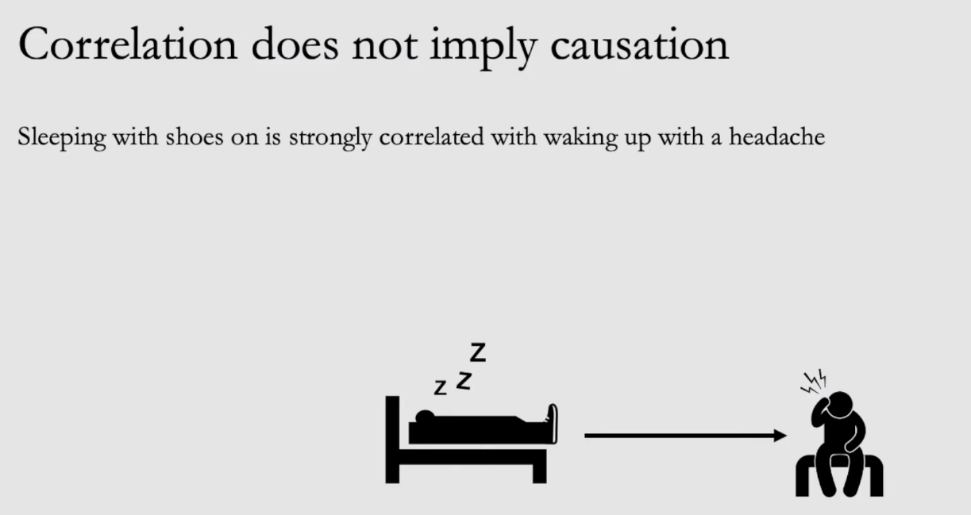 Correlation does not imply causation
Sleeping with shoes on is strongly correlated with waking up with a headache
Z
z z